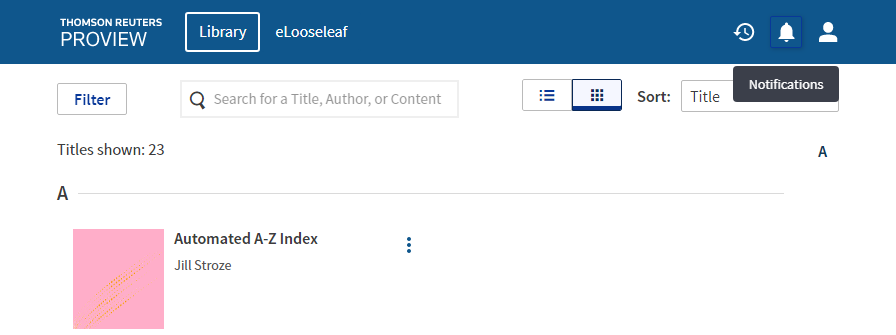 THOMSON REUTERS
PROVIEW
Library
eLooseleaf
Filter
Search for a Title, Author, or Content
Sort:
Title
Notifications
Titles shown: 23
A
A
Automated A-Z Index
Jill Stroze